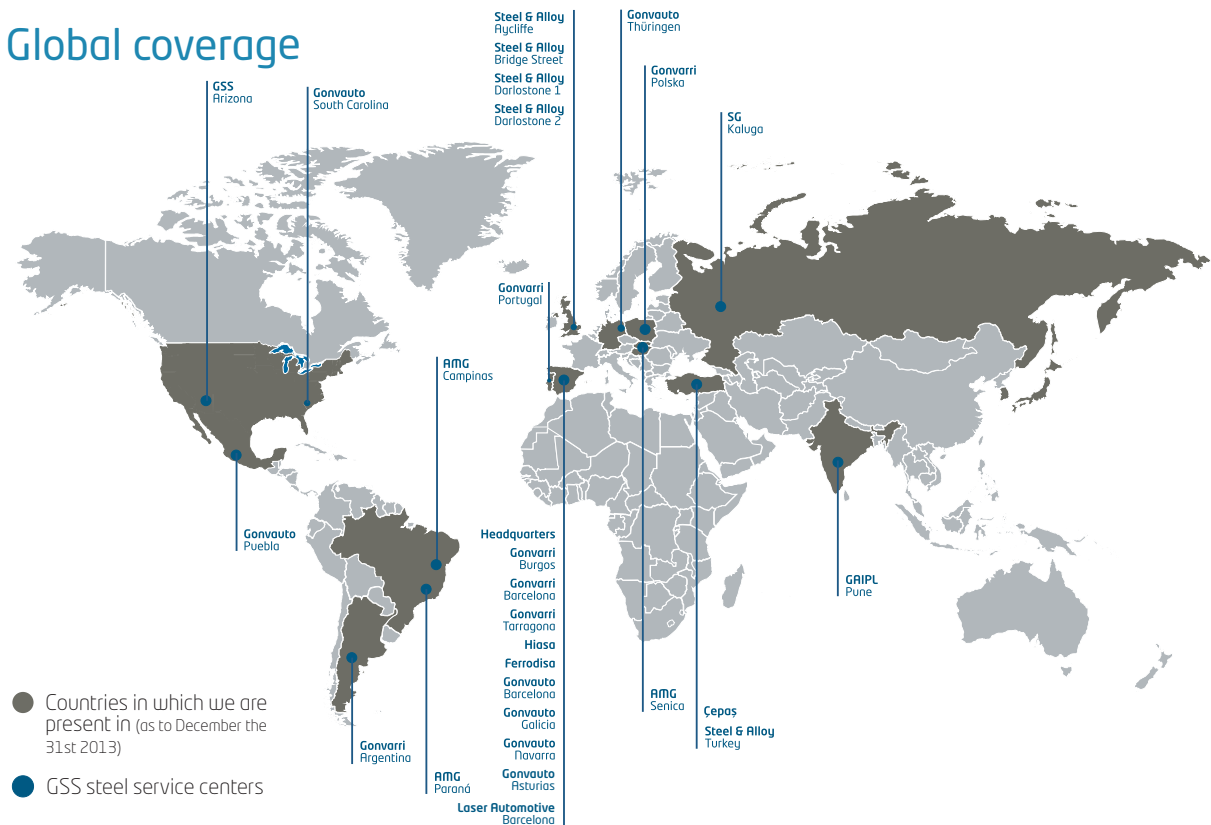 Global coverage
GSS
Arizona
Gonvauto
South Carolina
Steel & Alloy
Aycliffe
Steel & Alloy
Bridge Street
Steel & Alloy
Darlostone 1
Steel & Alloy
Darlostone 2
Gonvauto
Thüringen
Gonvarri
Polska
SG
Kaluga
Gonvarri
Portugal
AMG
Campinas
Gonvauto
Puebla
Headquarters
Gonvarri
Burgos
Gonvarri
Barcelona
Gonvarri
Tarragona
Hiasa
Ferrodisa
Gonvauto
Barcelona
Gonvauto
Galicia
Gonvauto
Navarra
Gonvauto
Asturias
Laser Automotive
Barcelona
GAIPL
Pune
AMG
Senica
Çepaş
Steel & Alloy
Turkey
Gonvarri
Argentina
AMG
Paraná
Countries in which we are
present in (as to December the
31st 2013)
GSS steel service centers